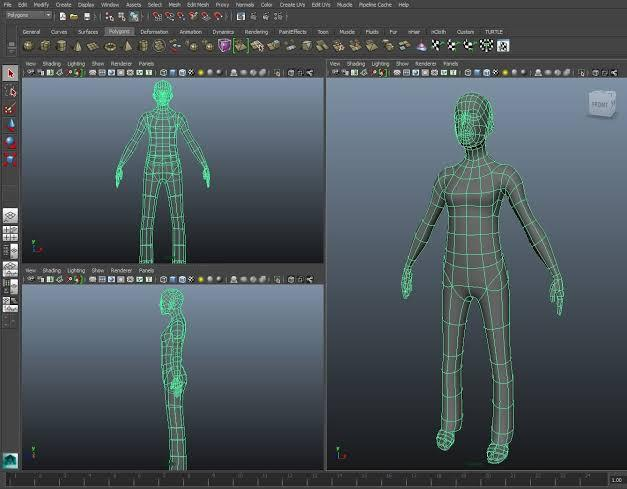 File Edit Modify Create Display Window Assets Select Mesh Edit Mesh Proxy Normals Color Create UVs Edit UVs Muscle Pipeline Cache Help
Polygons
General Curves Surfaces Polygons Deformation Animation Dynamics Rendering PaintEffects Toon Muscle Fluids Fur nHair nCloth Custom TURTLE
View Shading Lighting Show Renderer Panels
View Shading Lighting Show Renderer Panels
FRONT
y
x
View Shading Lighting Show Renderer Panels
y
y
1.00